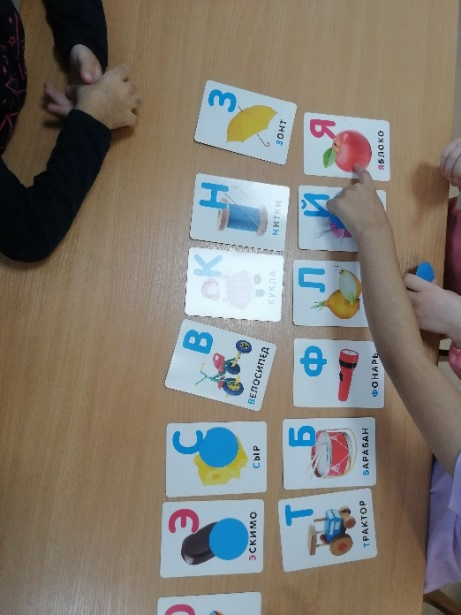 З
ЗОНТ
Я
ЯБЛОКО
Н
НИТКИ
Й
К
КУКЛА
Л
В
ВЕЛОСИПЕД
Ф
ФОНАРЬ
С
СЫР
Б
БАРАБАН
Э
ЭСКИМО
Т
ТРАКТОР